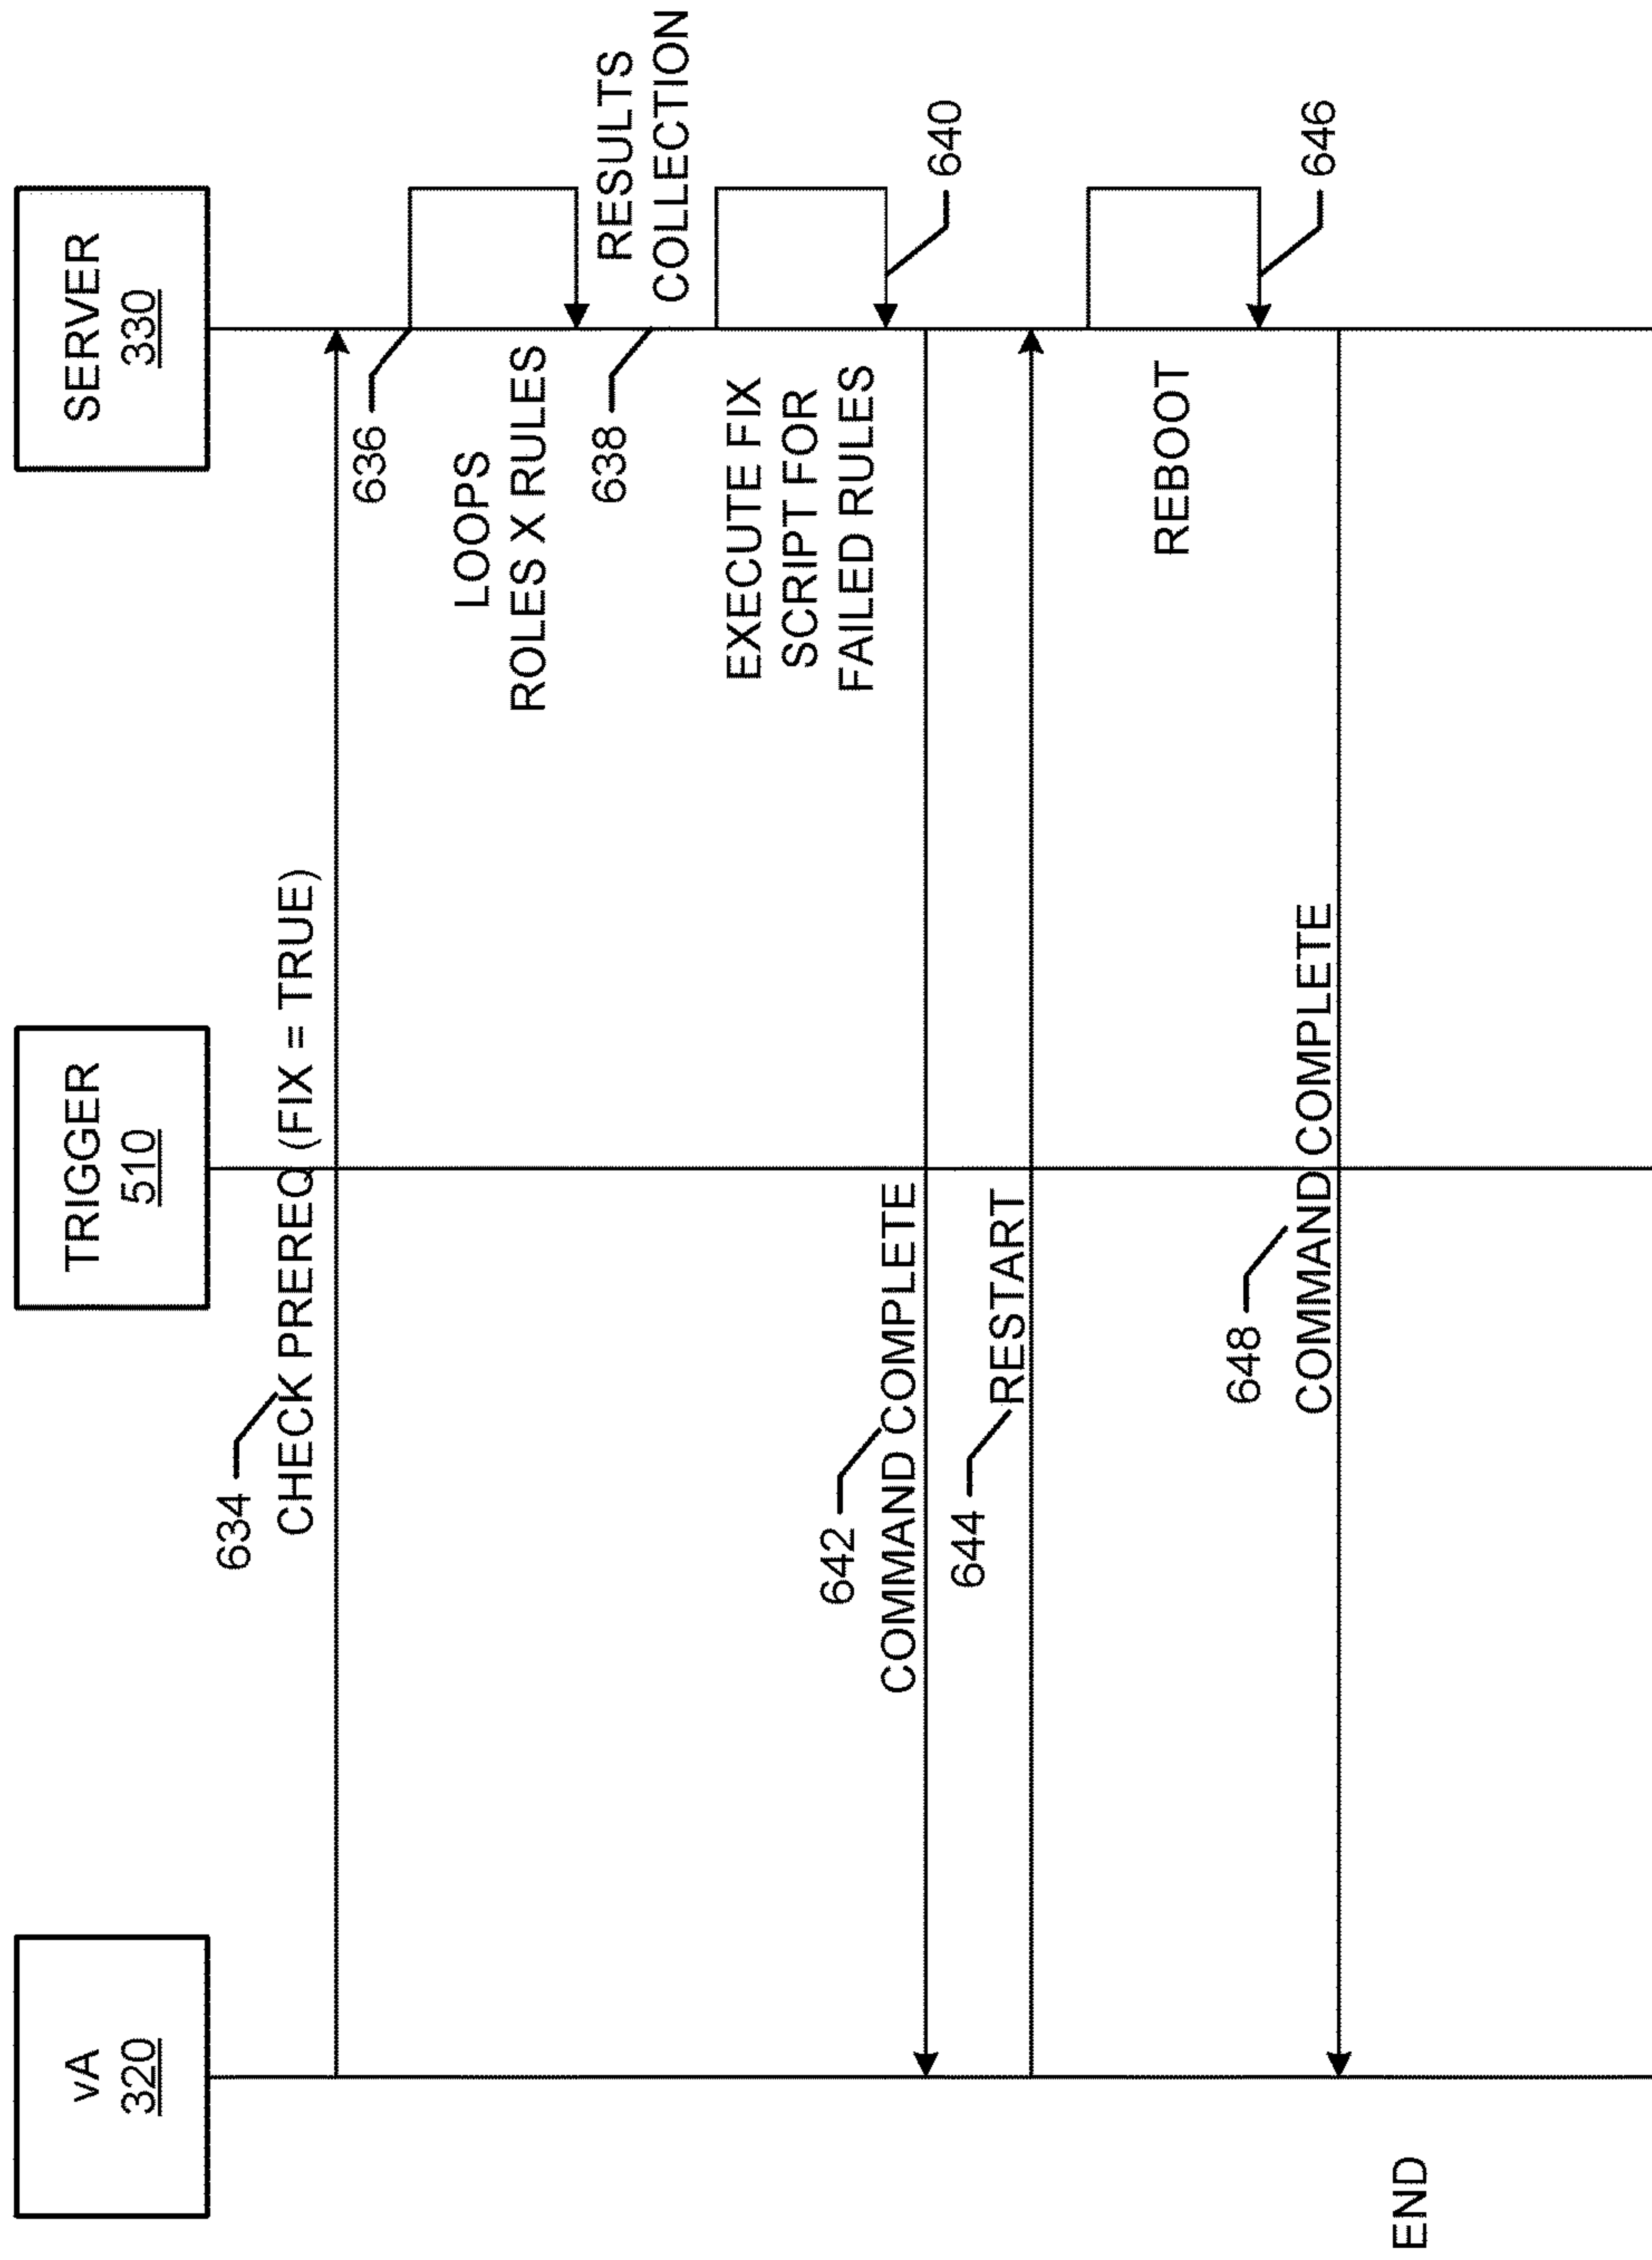 vA
320
TRIGGER
510
SERVER
330
634
CHECK PREREQ (FIX = TRUE)
636
LOOPS
ROLES X RULES
RESULTS
COLLECTION
638
EXECUTE FIX
SCRIPT FOR
FAILED RULES
640
642
COMMAND COMPLETE
644
RESTART
REBOOT
646
648
COMMAND COMPLETE
END